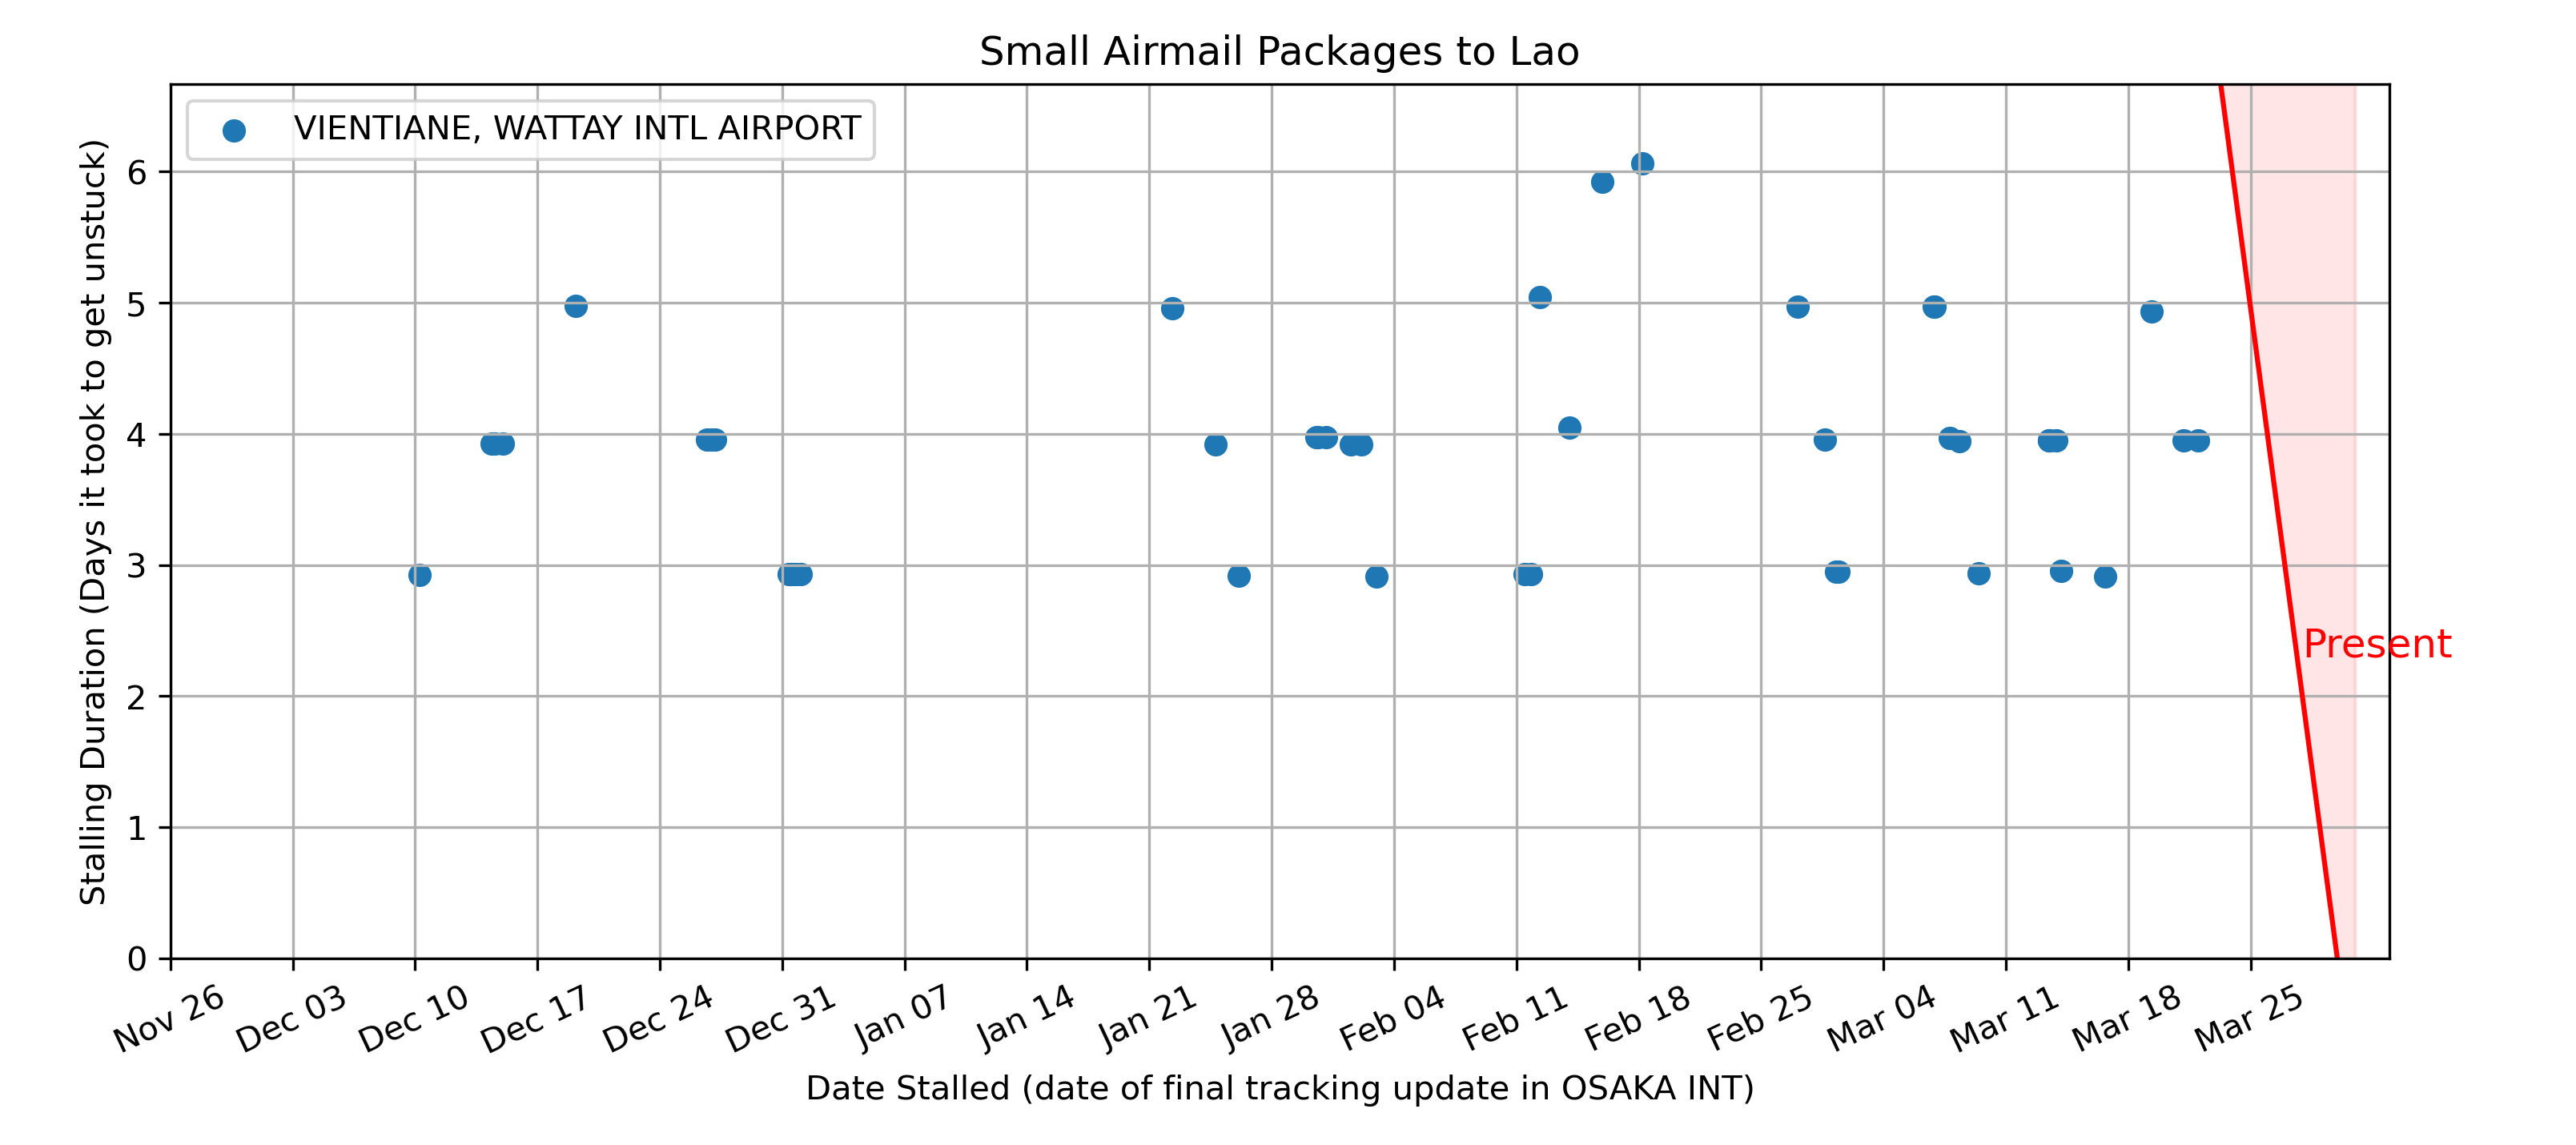 Small Airmail Packages to Lao
VIENTIANE, WATTAY INTL AIRPORT
Stalling Duration (Days it took to get unstuck)
6
5
4
3
2
1
0
Present
Nov 26
Dec 03
Dec 10
Dec 17
Dec 24
Dec 31
Jan 07
Jan 14
Jan 21
Jan 28
Feb 04
Feb 11
Feb 18
Feb 25
Mar 04
Mar 11
Mar 18
Mar 25
Date Stalled (date of final tracking update in OSAKA INT)